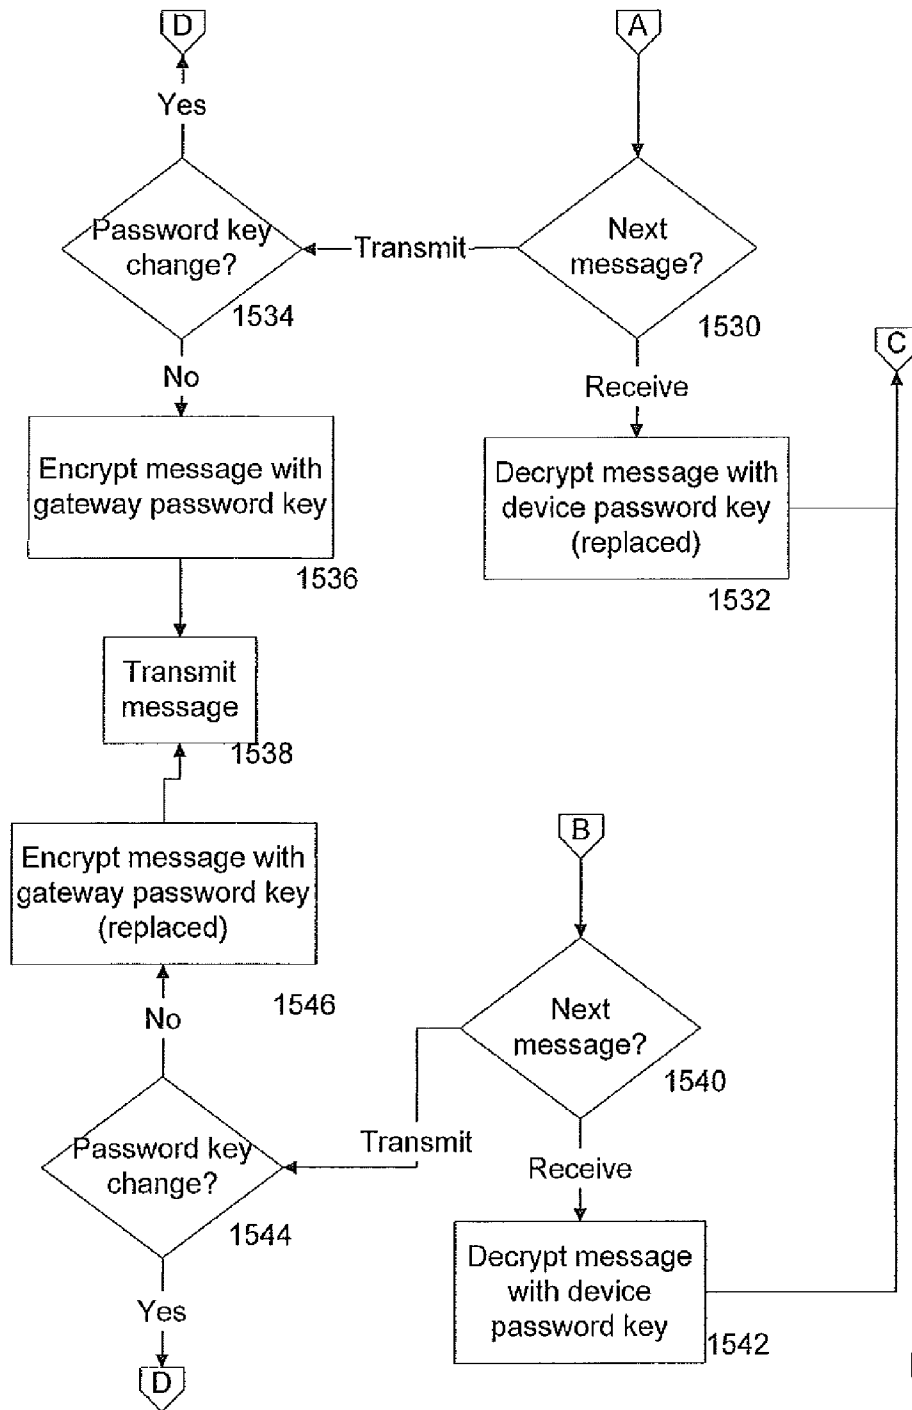 D
A
Yes
Password key
change?
Transmit
Next
message?
1534
1530
C
No
Receive
Encrypt message with
gateway password key
1536
Decrypt message with
device password key
(replaced)
1532
Transmit
message
1538
B
Encrypt message with
gateway password key
(replaced)
1546
No
Next
message?
1540
Transmit
Password key
change?
1544
Receive
Decrypt message
with device
password key
1542
Yes
D